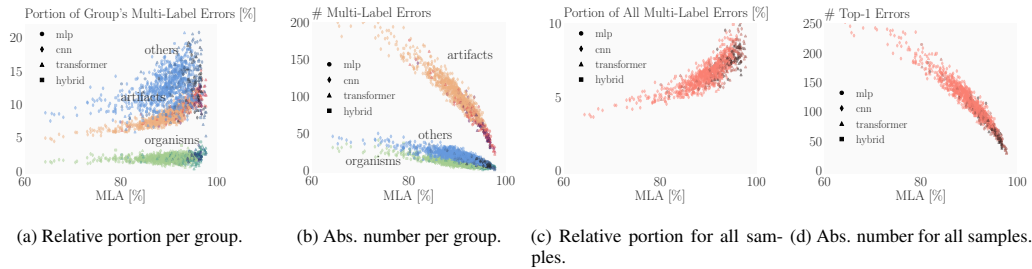 Portion of Group's Multi-Label Errors [%]
20
15
10
5
0
mlp
cnn
transformer
hybrid
others
artifacts
organisms
60
80
100
MLA [%]
(a) Relative portion per group.
# Multi-Label Errors
200
150
100
50
0
mlp
cnn
transformer
hybrid
artifacts
others
organisms
60
80
100
MLA [%]
(b) Abs. number per group.
Portion of All Multi-Label Errors [%]
10
5
0
mlp
cnn
transformer
hybrid
60
80
100
MLA [%]
(c) Relative portion for all sam-
ples.
# Top-1 Errors
250
200
150
100
50
0
mlp
cnn
transformer
hybrid
60
80
100
MLA [%]
(d) Abs. number for all samples.